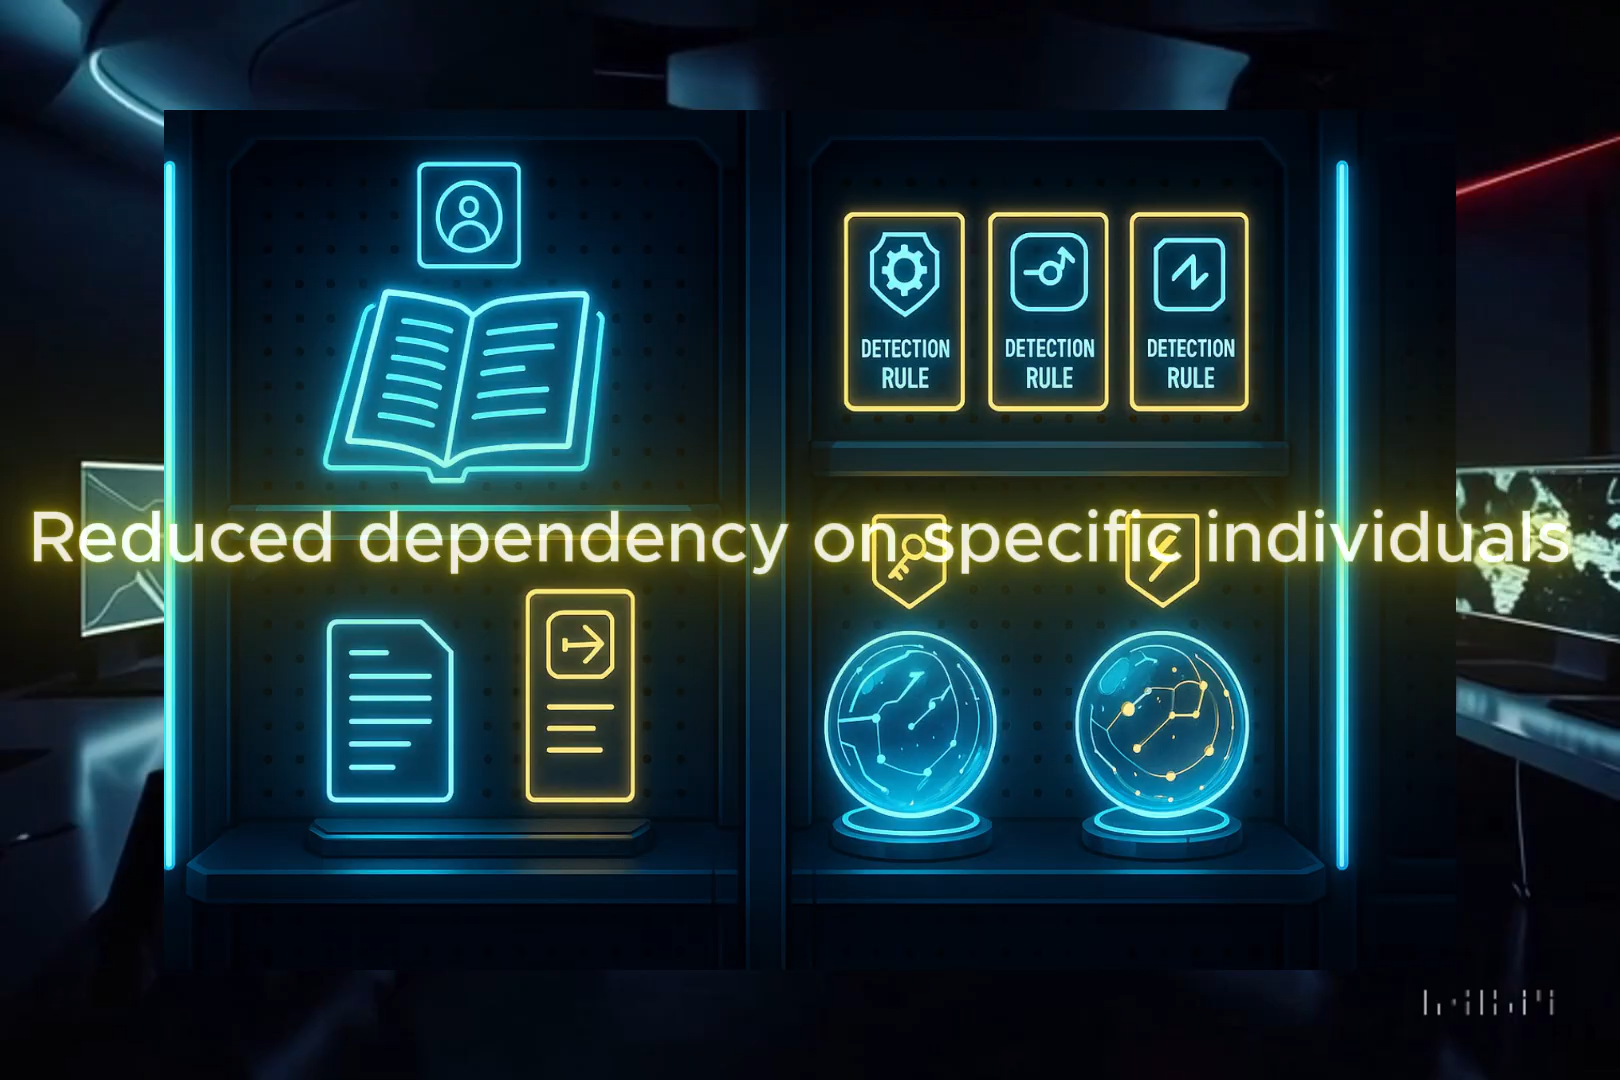 DETECTION
RULE
DETECTION
RULE
DETECTION
RULE
Reduced dependency on specific individuals